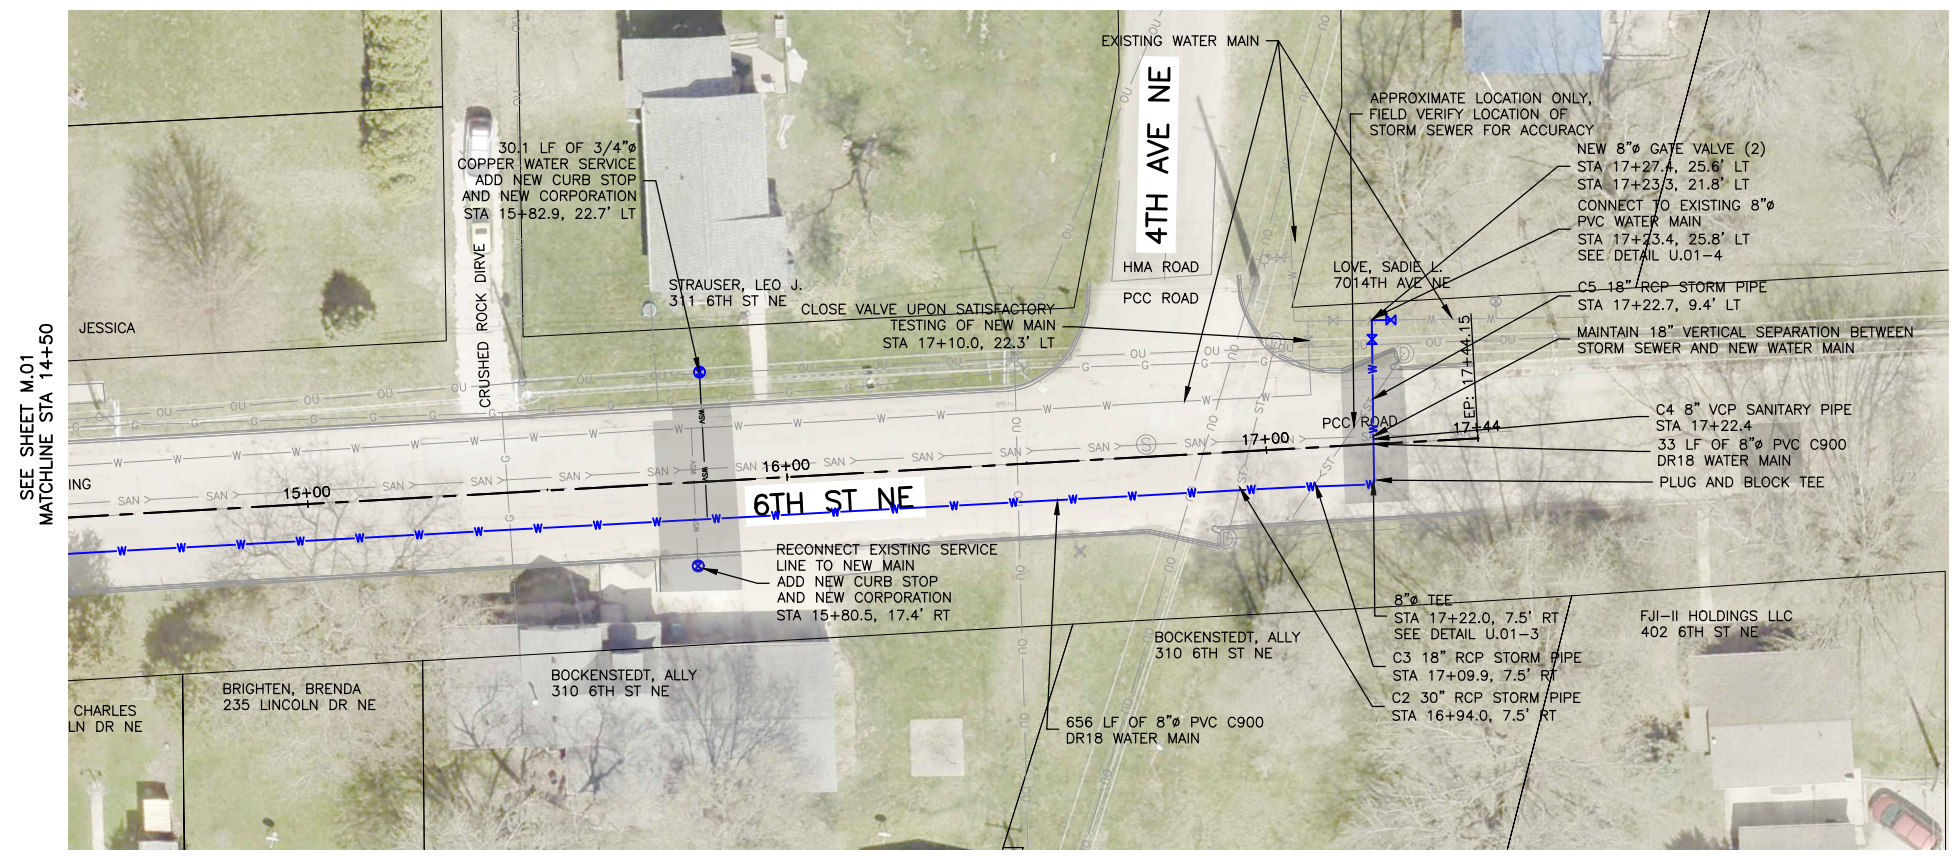 SEE SHEET M.01
MATCHLINE STA 14+50
EXISTING WATER MAIN
4TH AVE NE
APPROXIMATE LOCATION ONLY,
FIELD VERIFY LOCATION OF
STORM SEWER FOR ACCURACY
30.1 LF OF 3/4"ø
COPPER WATER SERVICE
ADD NEW CURB STOP
AND NEW CORPORATION
STA 15+82.9, 22.7' LT
NEW 8"ø GATE VALVE (2)
STA 17+27.4, 25.6' LT
STA 17+23.3, 21.8' LT
CONNECT TO EXISTING 8"ø
PVC WATER MAIN
STA 17+23.4, 25.8' LT
SEE DETAIL U.01-4
CRUSHED ROCK DIRVE
HMA ROAD
PCC ROAD
LOVE, SADIE L.
7014TH AVE NE
STRAUSER, LEO J.
311 6TH ST NE
CLOSE VALVE UPON SATISFACTORY
TESTING OF NEW MAIN
STA 17+10.0, 22.3' LT
C5 18" RCP STORM PIPE
STA 17+22.7, 9.4' LT
MAINTAIN 18" VERTICAL SEPARATION BETWEEN
STORM SEWER AND NEW WATER MAIN
JESSICA
EP: 17+44.15
C4 8" VCP SANITARY PIPE
STA 17+22.4
PCC ROAD
17+44
17+00
16+00
15+00
33 LF OF 8"ø PVC C900
DR18 WATER MAIN
PLUG AND BLOCK TEE
ING
6TH ST NE
RECONNECT EXISTING SERVICE
LINE TO NEW MAIN
ADD NEW CURB STOP
AND NEW CORPORATION
STA 15+80.5, 17.4' RT
8"ø TEE
STA 17+22.0, 7.5' RT
SEE DETAIL U.01-3
FJI-II HOLDINGS LLC
402 6TH ST NE
BOCKENSTEDT, ALLY
310 6TH ST NE
C3 18" RCP STORM PIPE
STA 17+09.9, 7.5' RT
BOCKENSTEDT, ALLY
310 6TH ST NE
BRIGHTEN, BRENDA
235 LINCOLN DR NE
C2 30" RCP STORM PIPE
STA 16+94.0, 7.5' RT
CHARLES
LN DR NE
656 LF OF 8"ø PVC C900
DR18 WATER MAIN